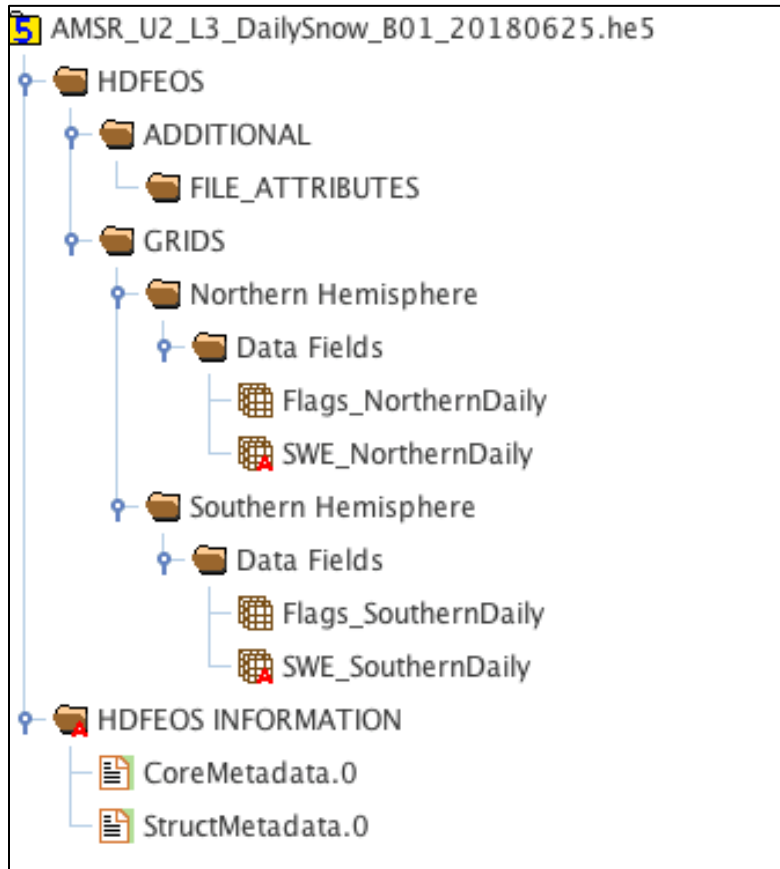 5 AMSR_U2_L3_DailySnow_B01_20180625.he5
HDFEOS
ADDITIONAL
FILE_ATTRIBUTES
GRIDS
Northern Hemisphere
Data Fields
Flags_NorthernDaily
A SWE_NorthernDaily
Southern Hemisphere
Data Fields
Flags_SouthernDaily
A SWE_SouthernDaily
A HDFEOS INFORMATION
CoreMetadata.0
StructMetadata.0